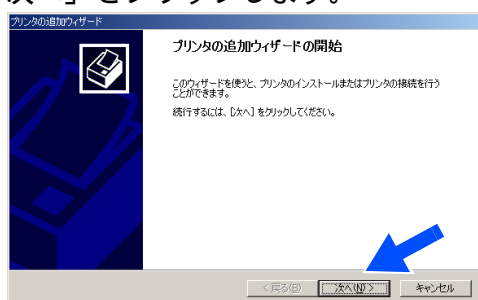 次へ」をクリックします。
プリンタの追加ウィザード
プリンタの追加ウィザードの開始
このウィザードを使うと、プリンタのインストールまたはプリンタの接続を行う
ことができます。
続行するには、[次へ] をクリックしてください。
< 戻る(B) 次へ(N) > キャンセル